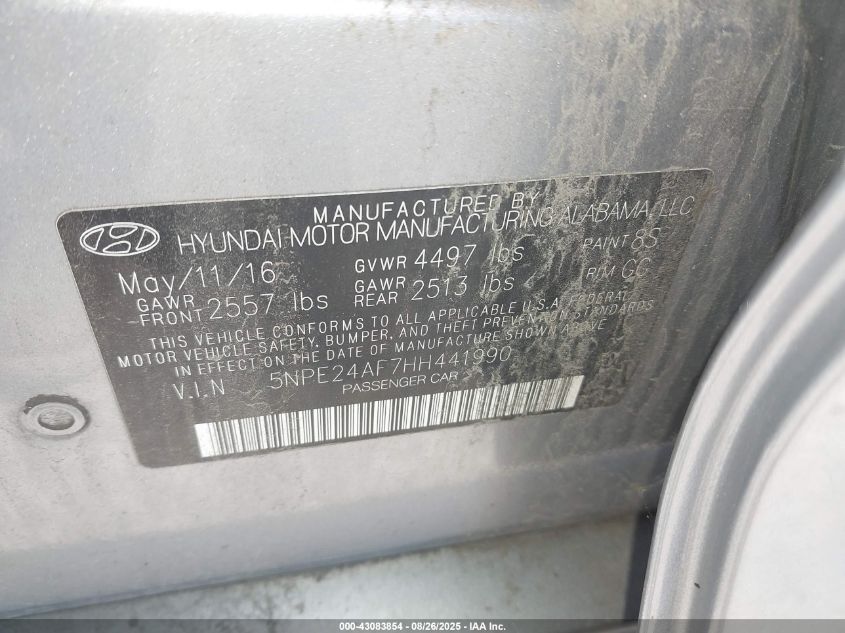 MANUFACTURED BY
HYUNDAI MOTOR MANUFACTURING ALABAMA, LLC
May/11/16 GVWR 4497 lbs PAINT 8S
GAWR FRONT 2557 lbs GAWR REAR 2513 lbs R/M GC
THIS VEHICLE CONFORMS TO ALL APPLICABLE U.S.A. FEDERAL
MOTOR VEHICLE SAFETY, BUMPER, AND THEFT PREVENTION STANDARDS
IN EFFECT ON THE DATE OF MANUFACTURE SHOWN ABOVE
V.I.N 5NPE24AF7HH441990
PASSENGER CAR
000-43083854 - 08/26/2025 - IAA Inc.